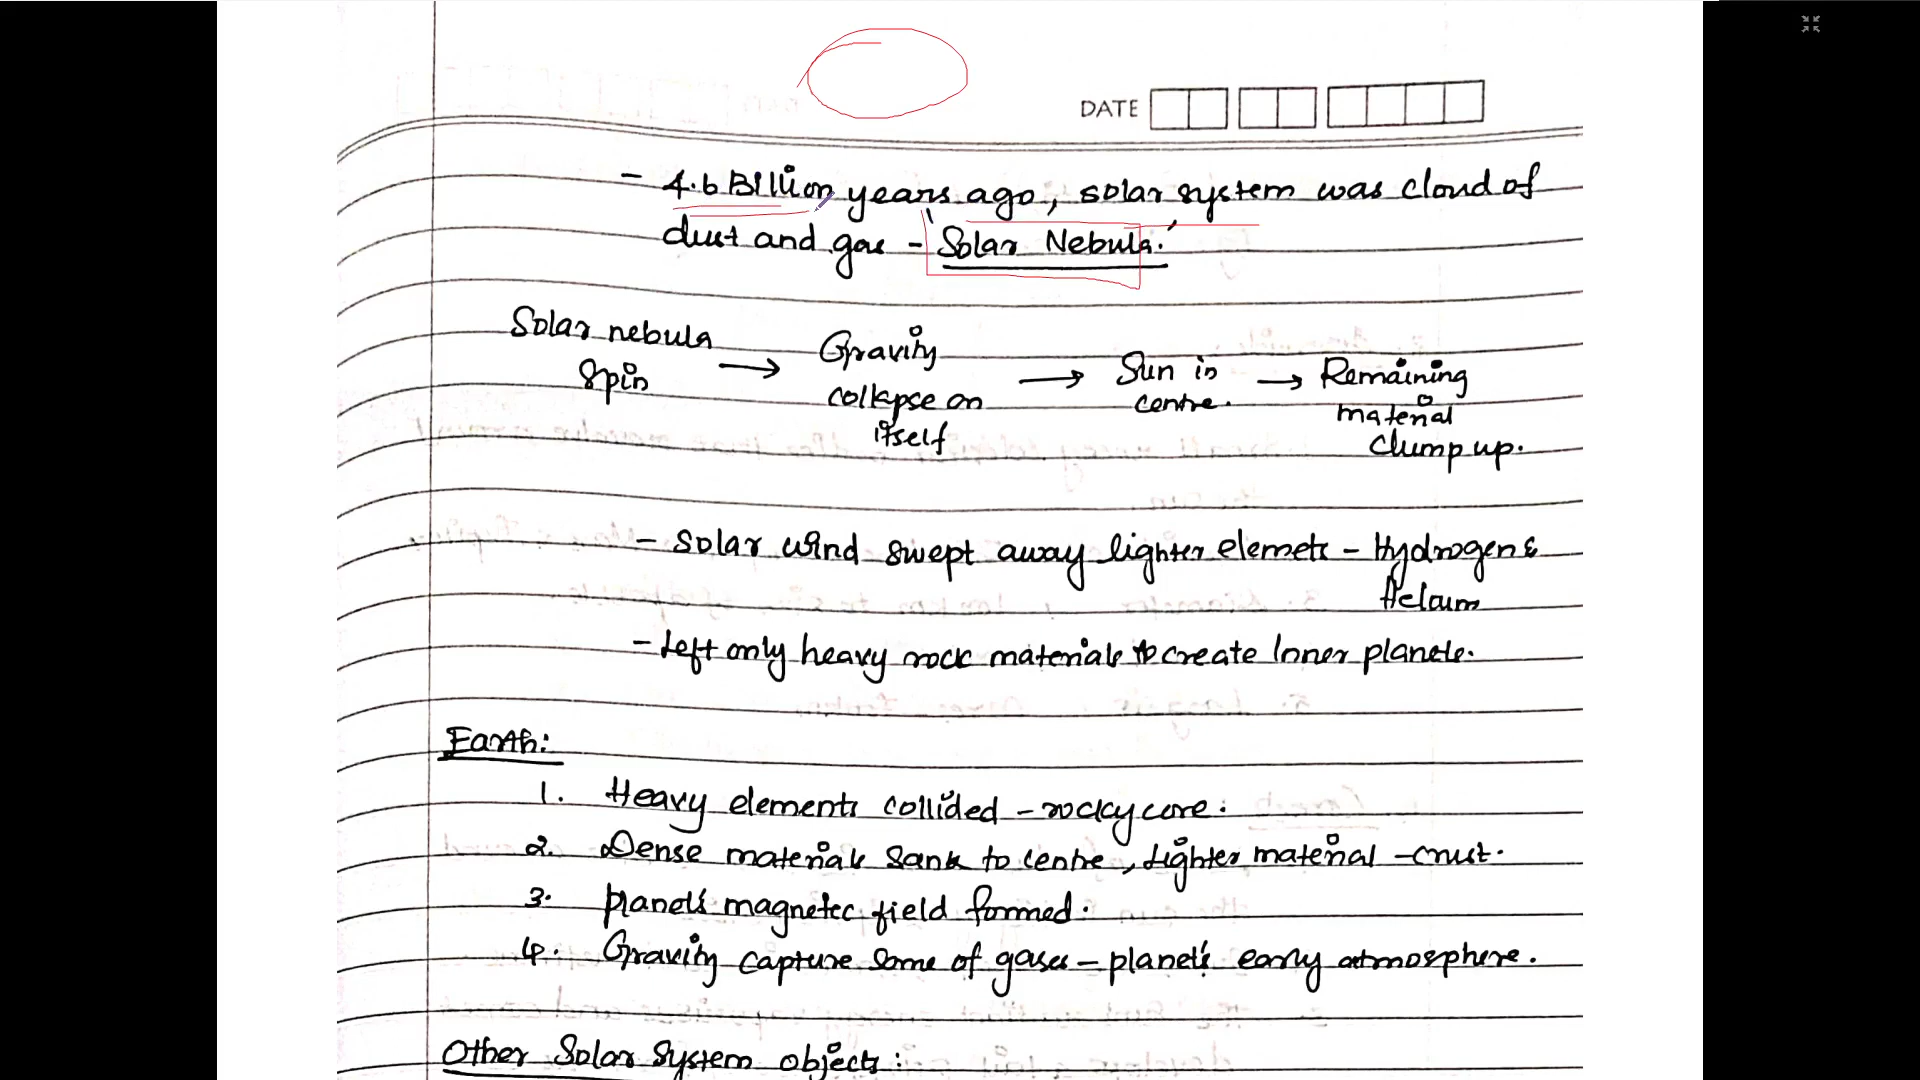 DATE
- 4.6 Billion years ago, solar system was cloud of
dust and gas - 'Solar Nebula.'
Solar nebula spin → Gravity collapse on itself → Sun in centre. → Remaining material clump up.
- Solar wind swept away lighter elemets - Hydrogen &
Helium
- Left only heavy rock materials to create Inner planets.
Earth:
1. Heavy elements collided - rocky core.
2. Dense materials sank to centre, Lighter material - crust.
3. planet's magnetec field formed.
4. Gravity capture some of gases - planet's early atmosphere.
Other Solar System objects: